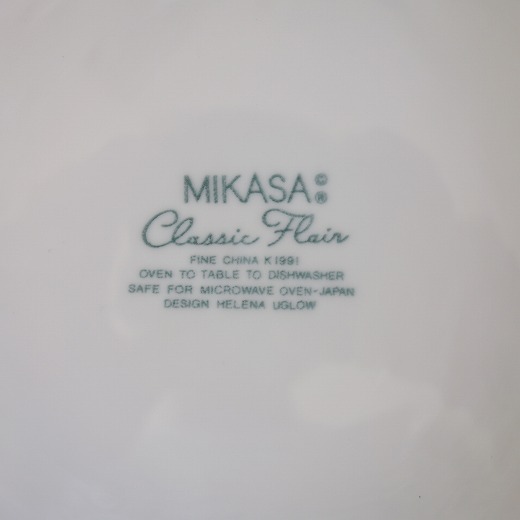 MIKASA©®
Classic Flair
FINE CHINA K1991
OVEN TO TABLE TO DISHWASHER
SAFE FOR MICROWAVE OVEN-JAPAN
DESIGN HELENA UGLOW